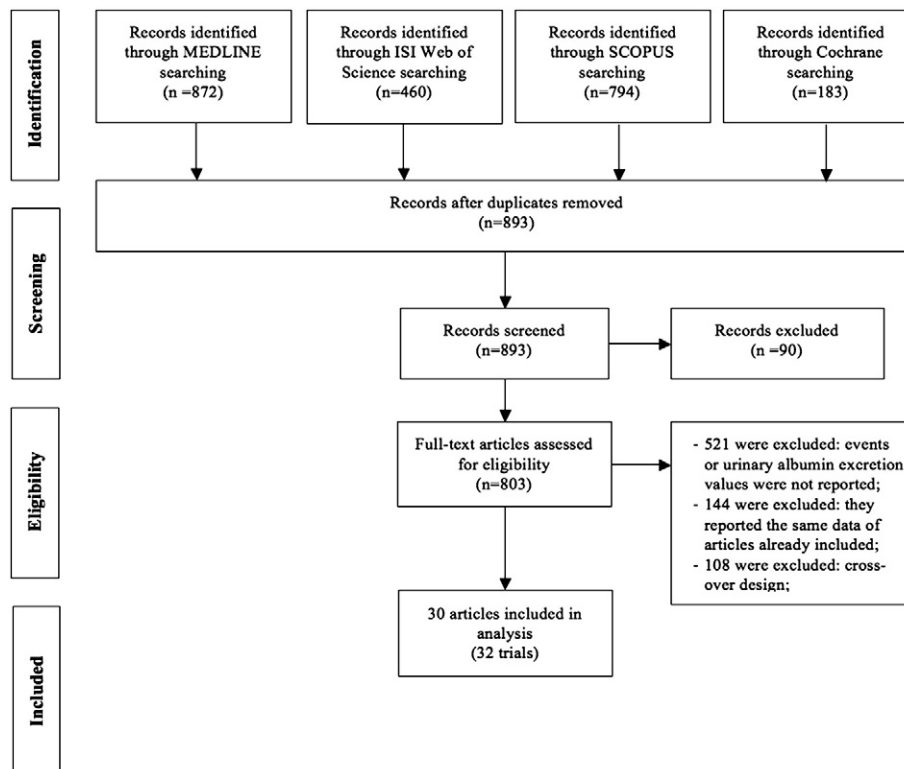 Identification
Records identified
through MEDLINE
searching
(n =872)
Records identified
through ISI Web of
Science searching
(n=460)
Records identified
through SCOPUS
searching
(n=794)
Records identified
through Cochrane
searching
(n=183)
Records after duplicates removed
(n=893)
Screening
Records screened
(n=893)
Records excluded
(n =90)
Eligibility
Full-text articles assessed
for eligibility
(n=803)
- 521 were excluded: events
or urinary albumin excretion
values were not reported;
- 144 were excluded: they
reported the same data of
articles already included;
- 108 were excluded: cross-
over design;
Included
30 articles included in
analysis
(32 trials)